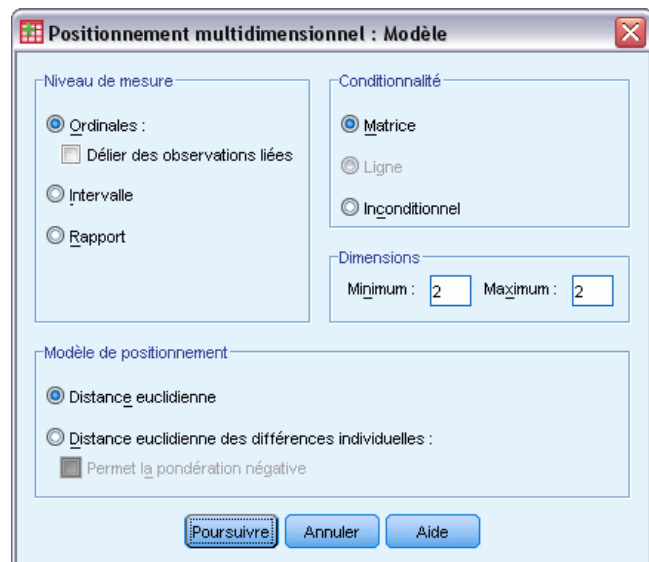 Positionnement multidimensionnel : Modèle
Niveau de mesure
Ordinales :
Délier des observations liées
Intervalle
Rapport
Conditionnalité
Matrice
Ligne
Inconditionnel
Dimensions
Minimum : 2 Maximum : 2
Modèle de positionnement
Distance euclidienne
Distance euclidienne des différences individuelles :
Permet la pondération négative
Poursuivre Annuler Aide